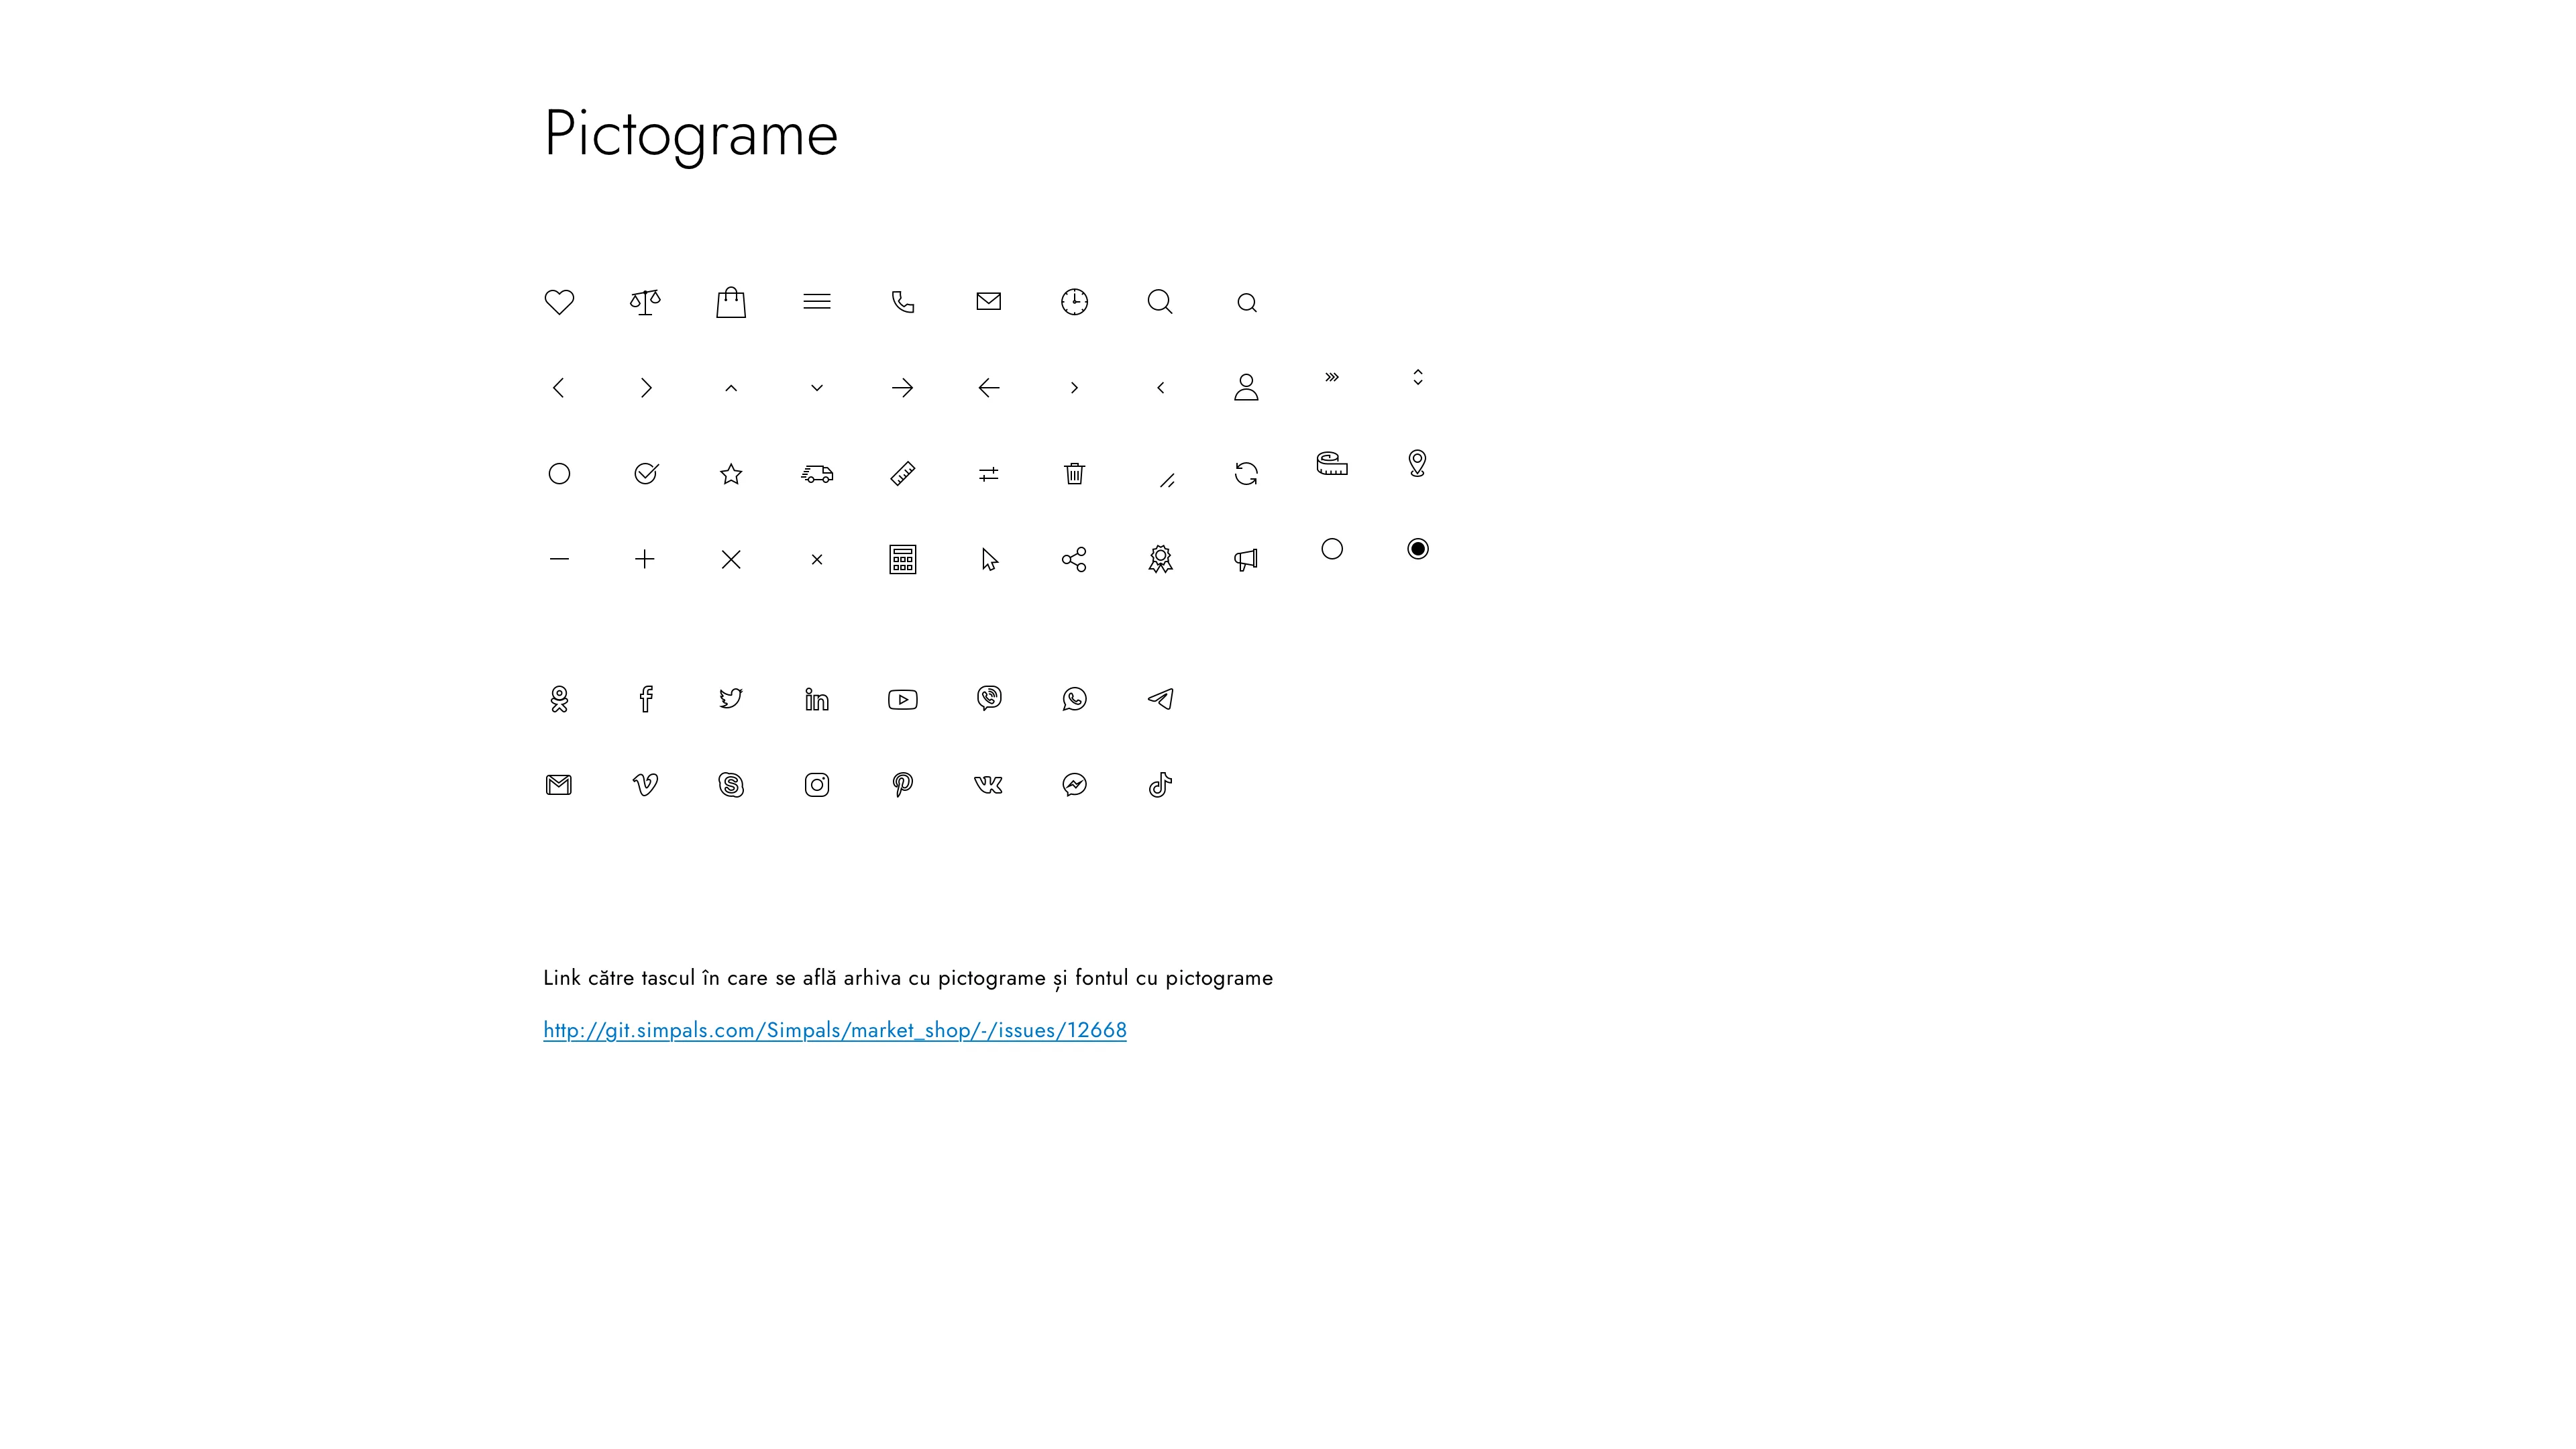 Pictograme
Link către tascul în care se află arhiva cu pictograme și fontul cu pictograme
http://git.simpals.com/Simpals/market_shop/-/issues/12668